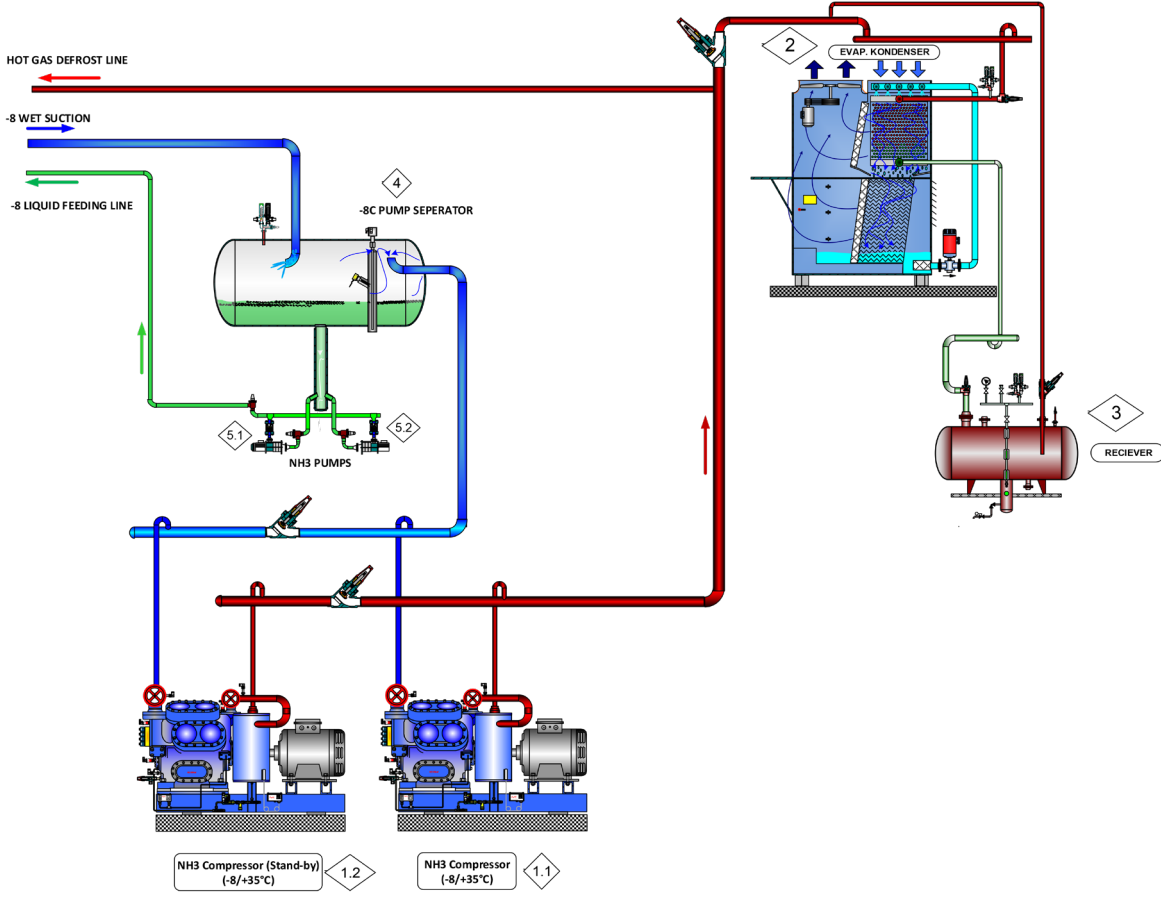 2
EVAP. KONDENSER
HOT GAS DEFROST LINE
-8 WET SUCTION
4
-8 LIQUID FEEDING LINE
-8C PUMP SEPERATOR
3
RECIEVER
5.1
5.2
NH3 PUMPS
NH3 Compressor (Stand-by)
(-8/+35°C)
1.2
NH3 Compressor
(-8/+35°C)
1.1